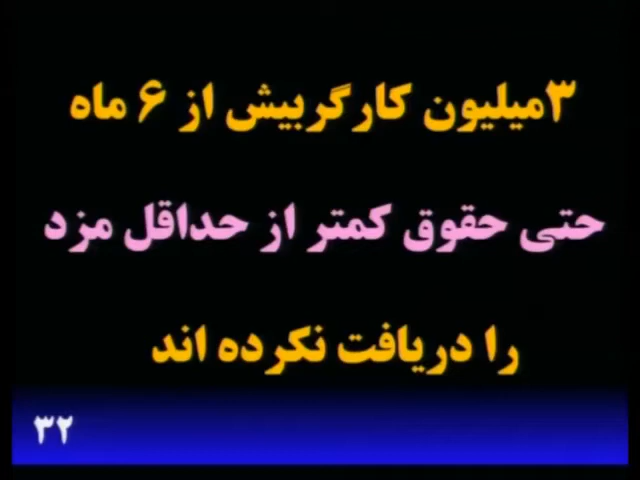 ۳میلیون کارگربیش از ۶ ماه
حتی حقوق کمتر از حداقل مزد
را دریافت نکرده اند
۳۲